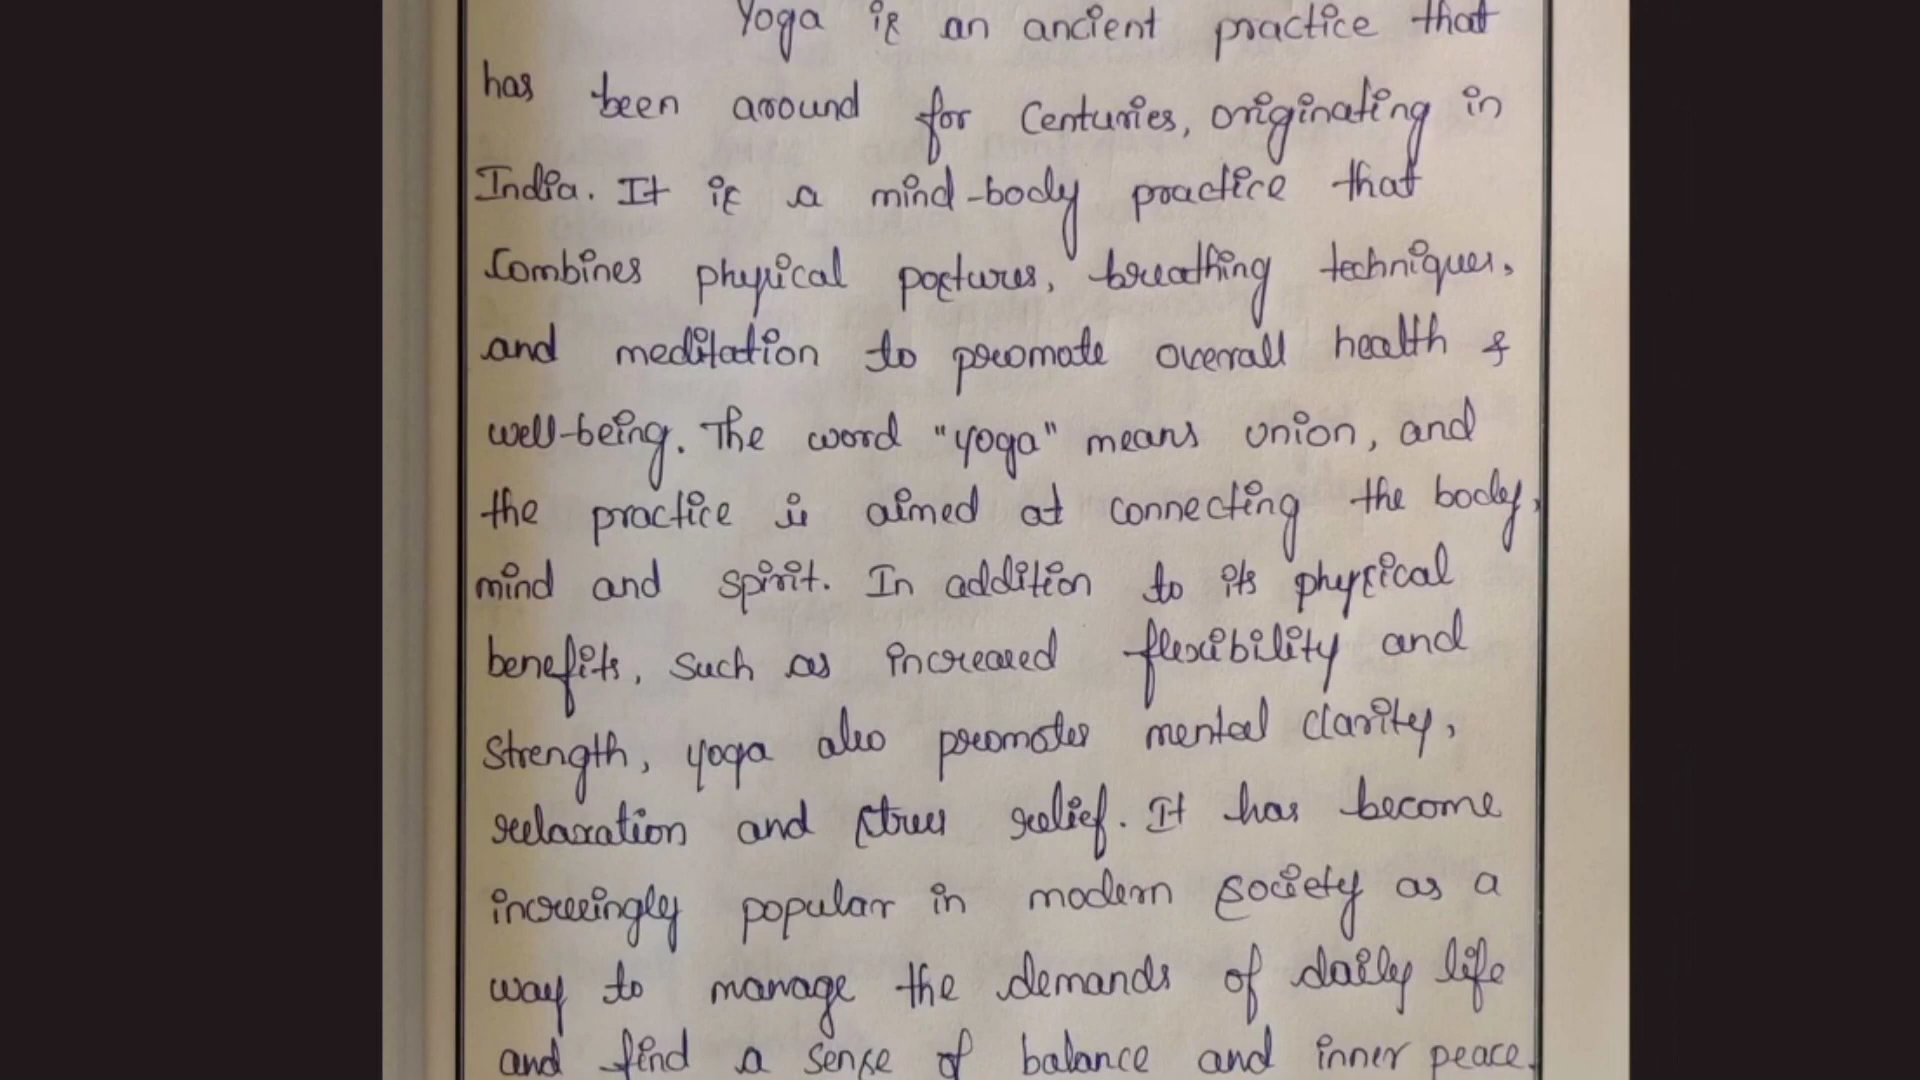 Yoga is an ancient practice that
has been around for Centuries, originating in
India. It is a mind-body practice that
Combines physical postures, breathing techniques,
and meditation to promote overall health &
well-being. The word "yoga" means union, and
the practice is aimed at connecting the body,
mind and spirit. In addition to its physical
benefits, such as increased flexibility and
strength, yoga also promotes mental clarity,
relaxation and stress relief. It has become
increasingly popular in modern society as a
way to manage the demands of daily life
and find a sense of balance and inner peace.